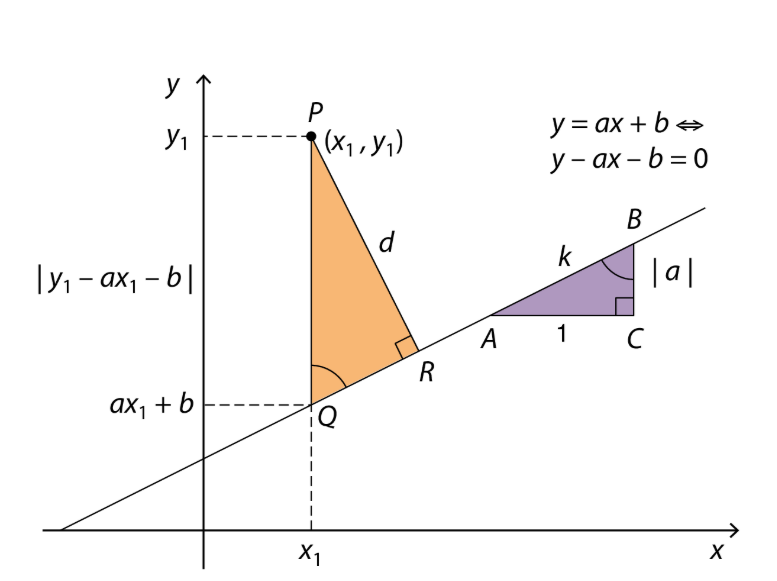 y
P
y₁
(x₁, y₁)
y = ax + b ⇔
y – ax – b = 0
B
d
k
| y₁ – ax₁ – b |
| a |
A
1
C
R
ax₁ + b
Q
x₁
x